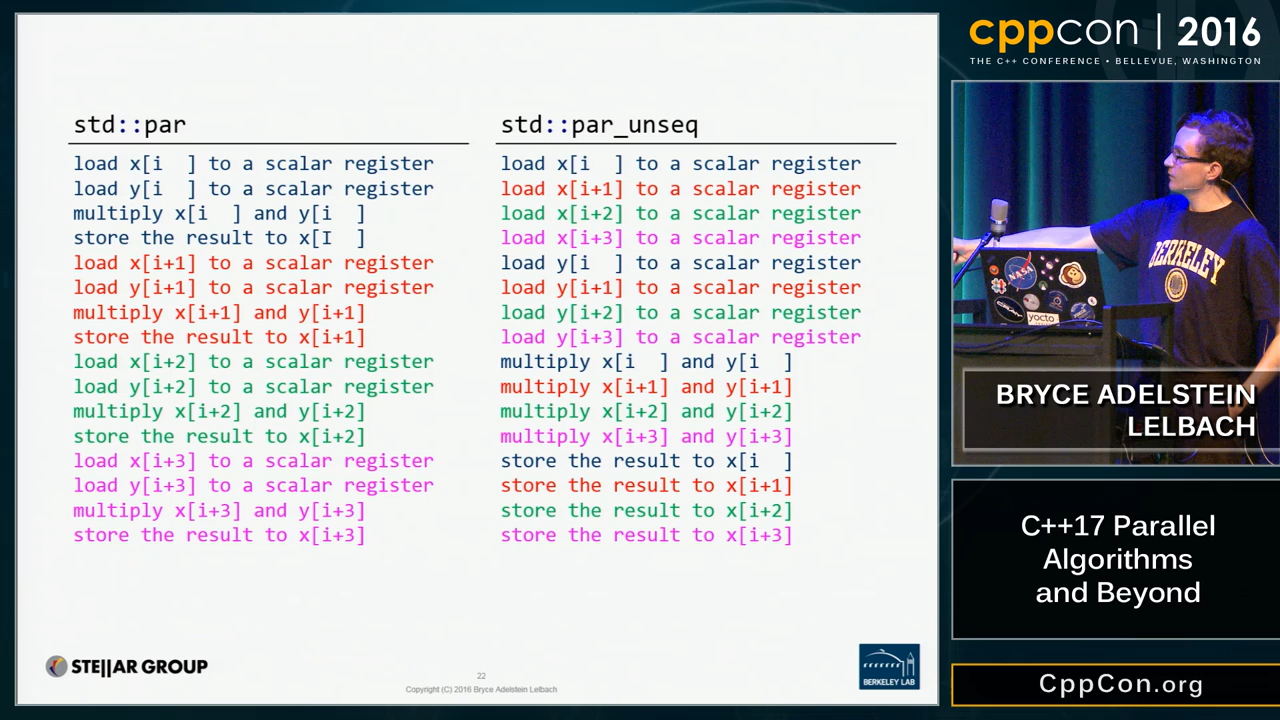 std::par
load x[i  ] to a scalar register
load y[i  ] to a scalar register
multiply x[i  ] and y[i  ]
store the result to x[I  ]
load x[i+1] to a scalar register
load y[i+1] to a scalar register
multiply x[i+1] and y[i+1]
store the result to x[i+1]
load x[i+2] to a scalar register
load y[i+2] to a scalar register
multiply x[i+2] and y[i+2]
store the result to x[i+2]
load x[i+3] to a scalar register
load y[i+3] to a scalar register
multiply x[i+3] and y[i+3]
store the result to x[i+3]
std::par_unseq
load x[i  ] to a scalar register
load x[i+1] to a scalar register
load x[i+2] to a scalar register
load x[i+3] to a scalar register
load y[i  ] to a scalar register
load y[i+1] to a scalar register
load y[i+2] to a scalar register
load y[i+3] to a scalar register
multiply x[i  ] and y[i  ]
multiply x[i+1] and y[i+1]
multiply x[i+2] and y[i+2]
multiply x[i+3] and y[i+3]
store the result to x[i  ]
store the result to x[i+1]
store the result to x[i+2]
store the result to x[i+3]
STE||AR GROUP
22
Copyright (C) 2016 Bryce Adelstein Lelbach
BERKELEY LAB
cppcon | 2016
THE C++ CONFERENCE • BELLEVUE, WASHINGTON
BERKELEY
NASA
yocto
BRYCE ADELSTEIN
LELBACH
C++17 Parallel
Algorithms
and Beyond
CppCon.org